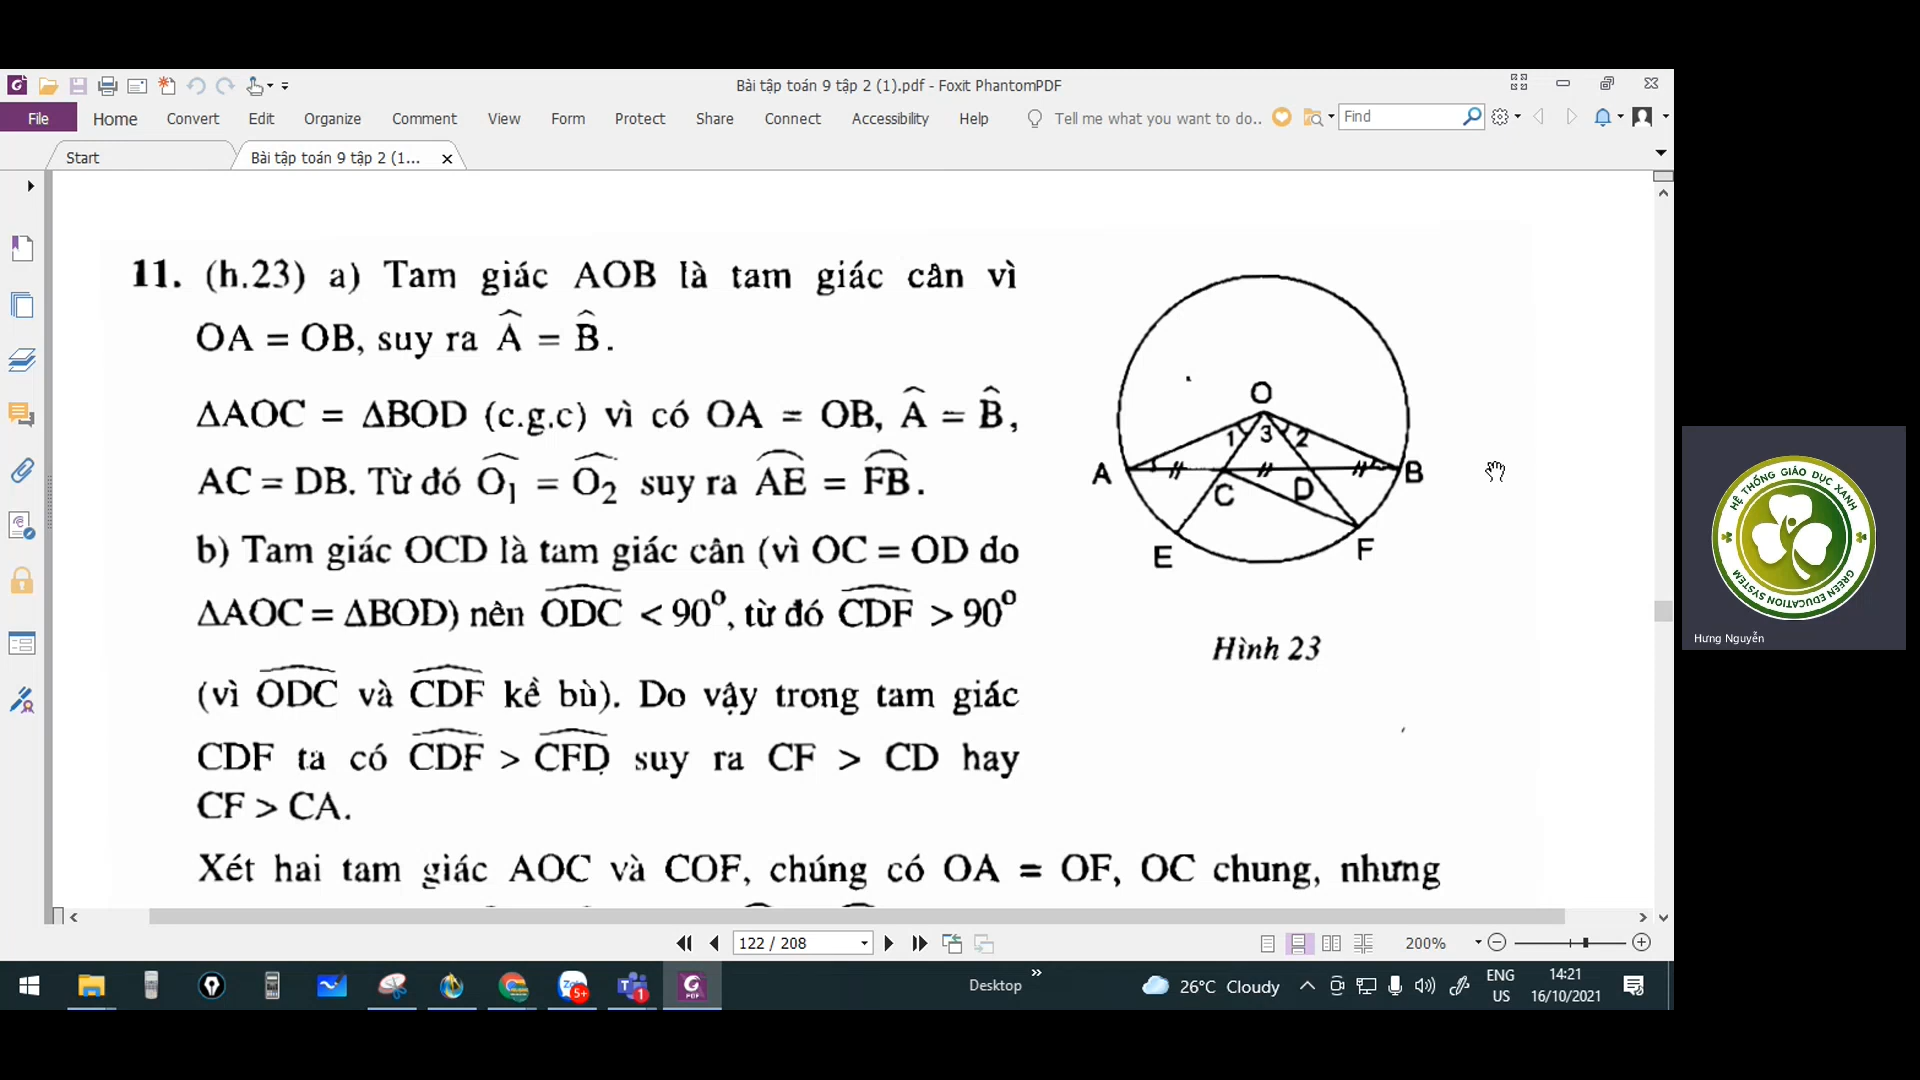 Bài tập toán 9 tập 2 (1).pdf - Foxit PhantomPDF
File Home Convert Edit Organize Comment View Form Protect Share Connect Accessibility Help Tell me what you want to do.. Find
Start Bài tập toán 9 tập 2 (1...
11. (h.23) a) Tam giác AOB là tam giác cân vì
OA = OB, suy ra Â = B̂.
ΔAOC = ΔBOD (c.g.c) vì có OA = OB, Â = B̂,
AC = DB. Từ đó Ô₁ = Ô₂ suy ra A͡E = F͡B.
b) Tam giác OCD là tam giác cân (vì OC = OD do
ΔAOC = ΔBOD) nên ODC < 90°, từ đó CDF > 90°
(vì ODC và CDF kề bù). Do vậy trong tam giác
CDF ta có CDF > CFD suy ra CF > CD hay
CF > CA.
Xét hai tam giác AOC và COF, chúng có OA = OF, OC chung, nhưng
O
1 3 2
A B
C D
E F
Hình 23
HỆ THỐNG GIÁO DỤC XANH
GREEN EDUCATION SYSTEM
Hưng Nguyễn
122 / 208
200%
Desktop
26°C Cloudy
ENG
US
14:21
16/10/2021
Zalo
5+
1
PDF